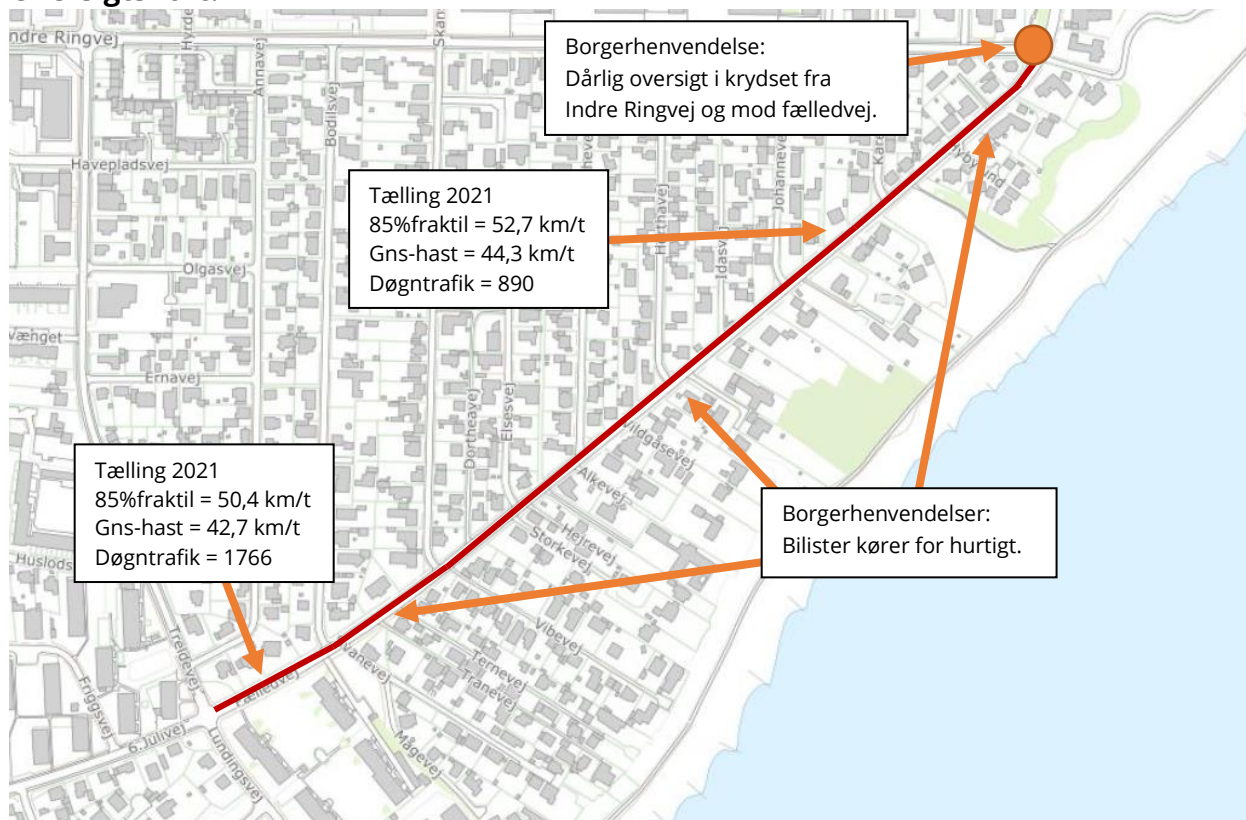 Indre Ringvej
Annavej
Bodilsvej
Borgerhenvendelse:
Dårlig oversigt i krydset fra
Indre Ringvej og mod fælledvej.
Havepladsvej
Tælling 2021
85%fraktil = 52,7 km/t
Gns-hast = 44,3 km/t
Døgntrafik = 890
Johannevej
Idasvej
Olgasvej
Vænget
Ernavej
Dortheavej
Elsesvej
Vildgåsevej
Alkevej
Tælling 2021
85%fraktil = 50,4 km/t
Gns-hast = 42,7 km/t
Døgntrafik = 1766
Borgerhenvendelser:
Bilister kører for hurtigt.
Hejrevej
Storkevej
Vibevej
Ternevej
Tranevej
Svanevej
Mågevej
Treldevej
Friggsvej
Fælledvej
6.Julivej
Lundingsvej